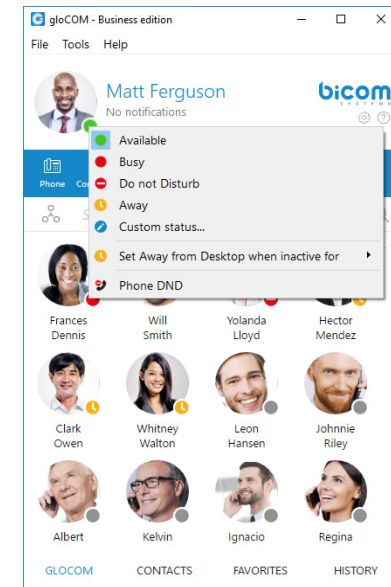 gloCOM - Business edition
File Tools Help
Matt Ferguson
No notifications
bicom
SYSTEMS
Available
Busy
Do not Disturb
Away
Custom status...
Set Away from Desktop when inactive for
Phone DND
Phone Co
S
Frances Dennis
Will Smith
Yolanda Lloyd
Hector Mendez
Clark Owen
Whitney Walton
Leon Hansen
Johnnie Riley
Albert
Kelvin
Ignacio
Regina
GLOCOM CONTACTS FAVORITES HISTORY